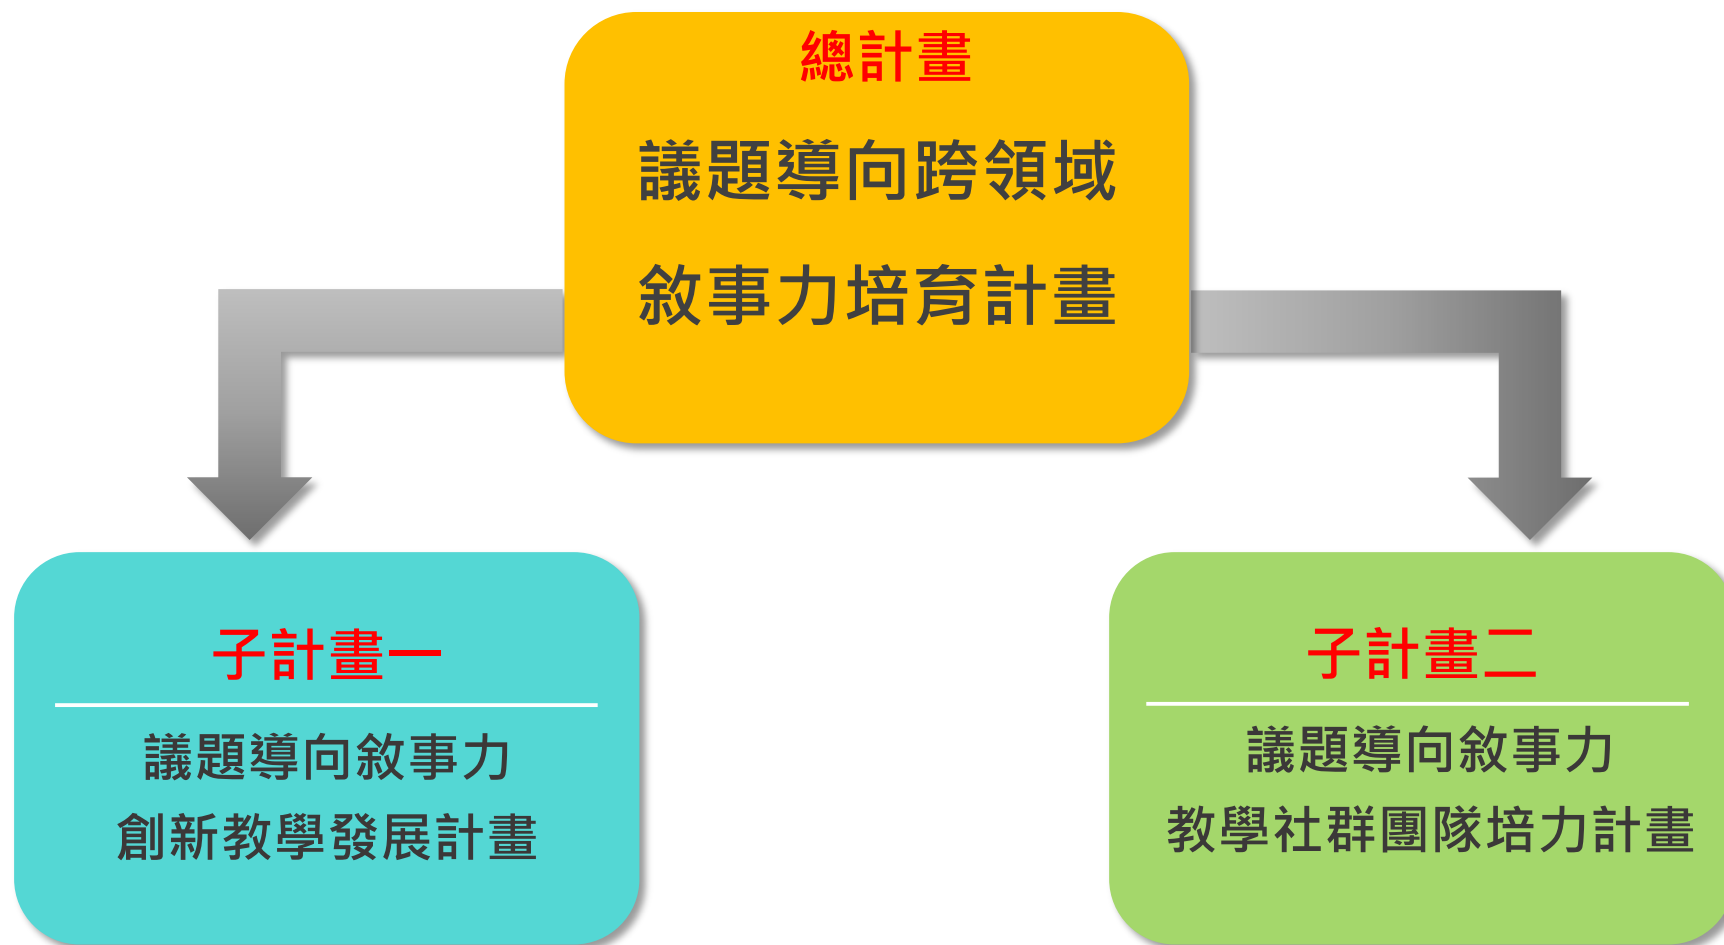 總計畫
議題導向跨領域
敘事力培育計畫
子計畫一
議題導向敘事力
創新教學發展計畫
子計畫二
議題導向敘事力
教學社群團隊培力計畫